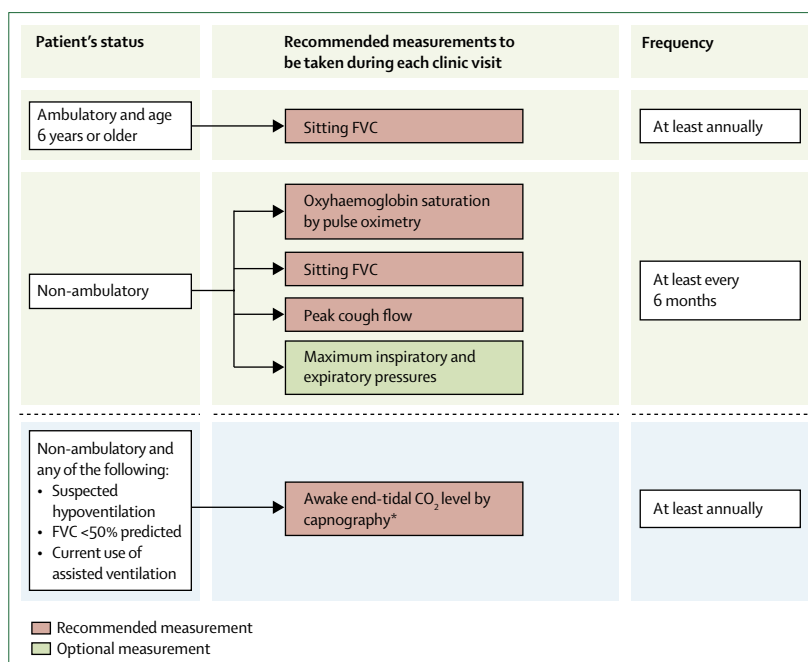 Patient's status
Recommended measurements to
be taken during each clinic visit
Frequency
Ambulatory and age
6 years or older
Sitting FVC
At least annually
Non-ambulatory
Oxyhaemoglobin saturation
by pulse oximetry
Sitting FVC
Peak cough flow
Maximum inspiratory and
expiratory pressures
At least every
6 months
Non-ambulatory and
any of the following:
• Suspected
hypoventilation
• FVC <50% predicted
• Current use of
assisted ventilation
Awake end-tidal CO₂ level by
capnography*
At least annually
Recommended measurement
Optional measurement